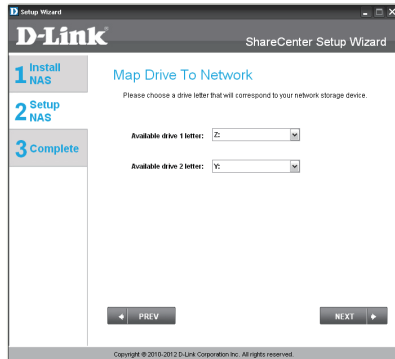 Setup Wizard
D-Link
ShareCenter Setup Wizard
1 Install NAS
2 Setup NAS
3 Complete
Map Drive To Network
Please choose a drive letter that will correspond to your network storage device.
Available drive 1 letter: Z:
Available drive 2 letter: Y:
PREV
NEXT
Copyright © 2010-2012 D-Link Corporation Inc. All rights reserved.